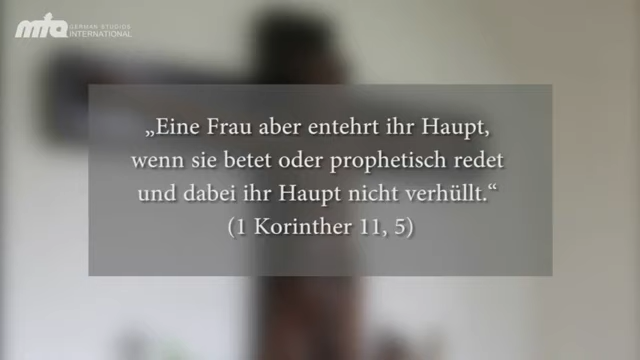 mta
GERMAN STUDIOS
INTERNATIONAL
„Eine Frau aber entehrt ihr Haupt,
wenn sie betet oder prophetisch redet
und dabei ihr Haupt nicht verhüllt.“
(1 Korinther 11, 5)